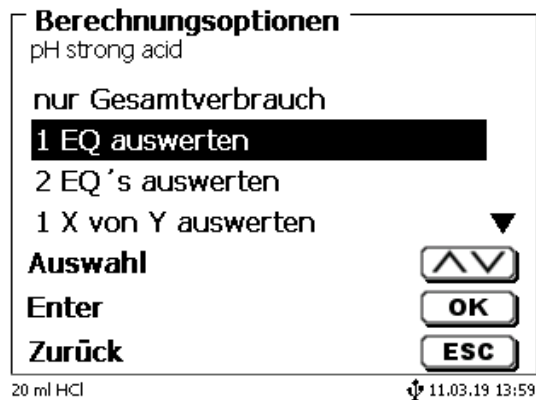 Berechnungsoptionen
pH strong acid
nur Gesamtverbrauch
1 EQ auswerten
2 EQ´s auswerten
1 X von Y auswerten
Auswahl
Enter OK
Zurück ESC
20 ml HCl 11.03.19 13:59